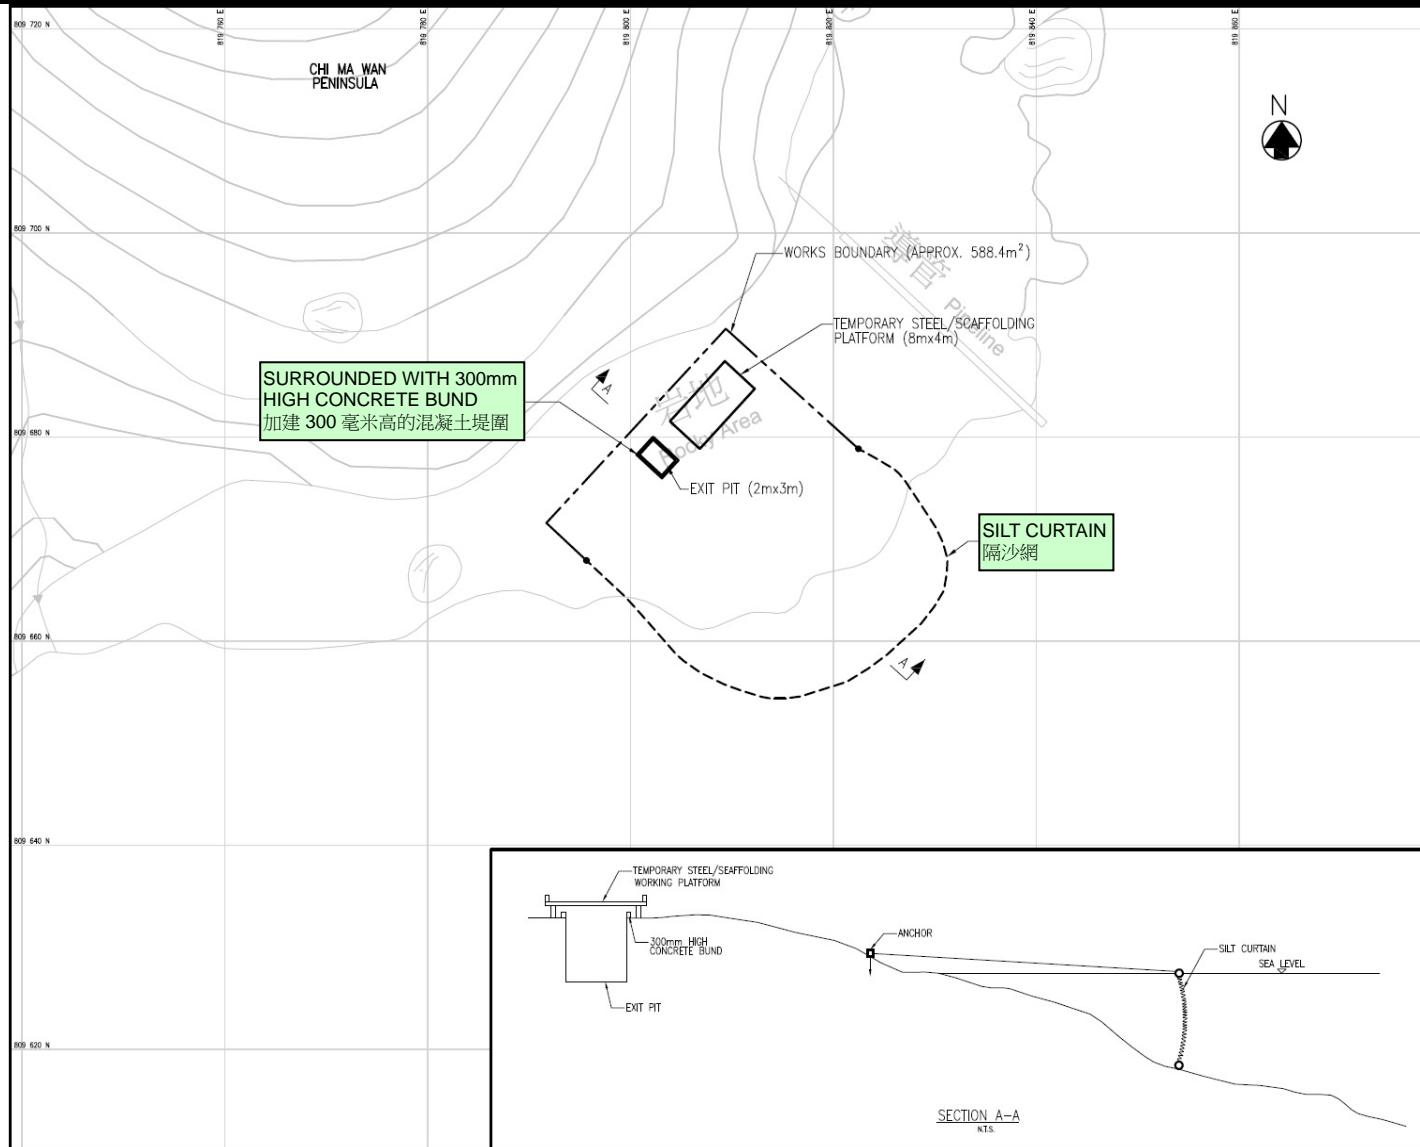 809 720 N
819 760 E
819 780 E
819 800 E
819 820 E
819 840 E
819 860 E
CHI MA WAN
PENINSULA
N
809 700 N
導管 Pipeline
WORKS BOUNDARY (APPROX. 588.4m²)
TEMPORARY STEEL/SCAFFOLDING
PLATFORM (8mx4m)
SURROUNDED WITH 300mm
HIGH CONCRETE BUND
加建 300 毫米高的混凝土堤圍
A
岩地
Rocky Area
809 680 N
EXIT PIT (2mx3m)
SILT CURTAIN
隔沙網
809 660 N
A
809 640 N
TEMPORARY STEEL/SEAFFOLDING
WORKING PLATFORM
300mm HIGH
CONCRETE BUND
EXIT PIT
ANCHOR
SILT CURTAIN
SEA LEVEL
809 620 N
SECTION A-A
N.T.S.